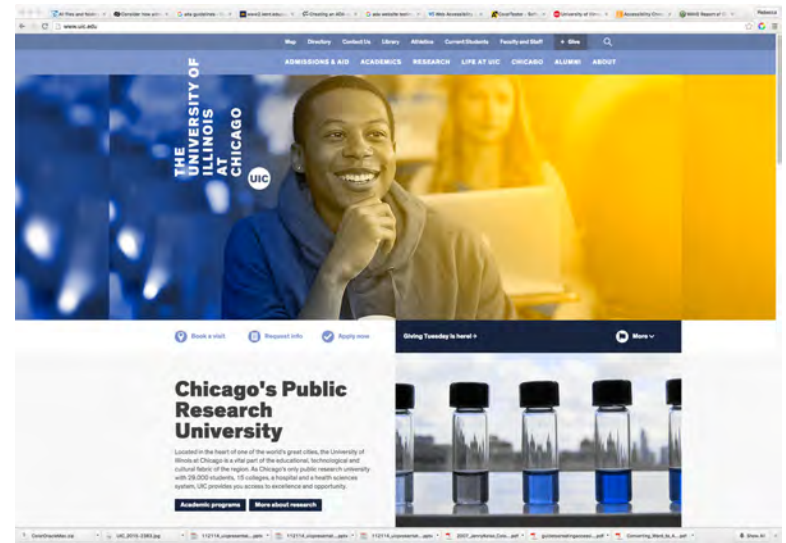 Rebecca
www.uic.edu
Map Directory Contact Us Library Athletics Current Students Faculty and Staff + Give
ADMISSIONS & AID ACADEMICS RESEARCH LIFE AT UIC CHICAGO ALUMNI ABOUT
THE
UNIVERSITY OF
ILLINOIS
AT
CHICAGO
UIC
Book a visit Request info Apply now Giving Tuesday is here! More
Chicago's Public
Research
University
Located in the heart of one of the world's great cities, the University of
Illinois at Chicago is a vital part of the educational, technological and
cultural fabric of the region. As Chicago's only public research university
with 29,000 students, 15 colleges, a hospital and a health sciences
system, UIC provides you access to excellence and opportunity.
Academic programs More about research
Show All